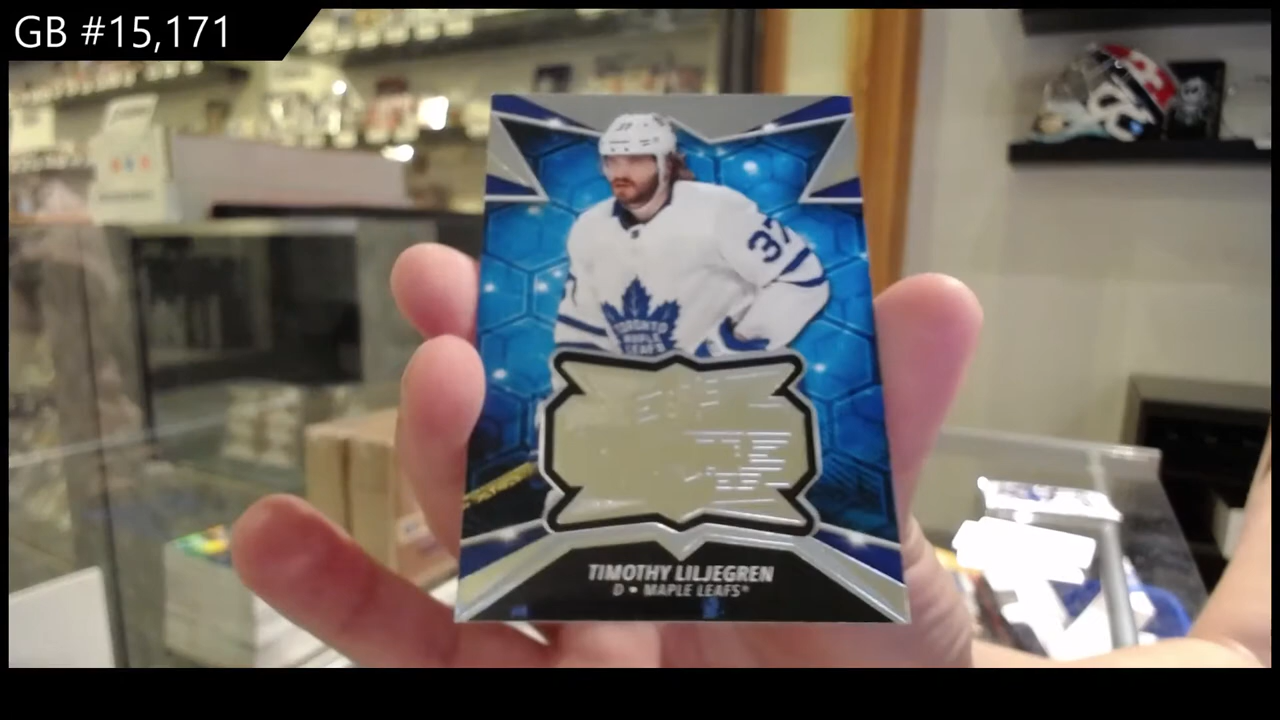 GB #15,171
37
TORONTO
MAPLE
LEAFS
TIMOTHY LILJEGREN
D • MAPLE LEAFS®